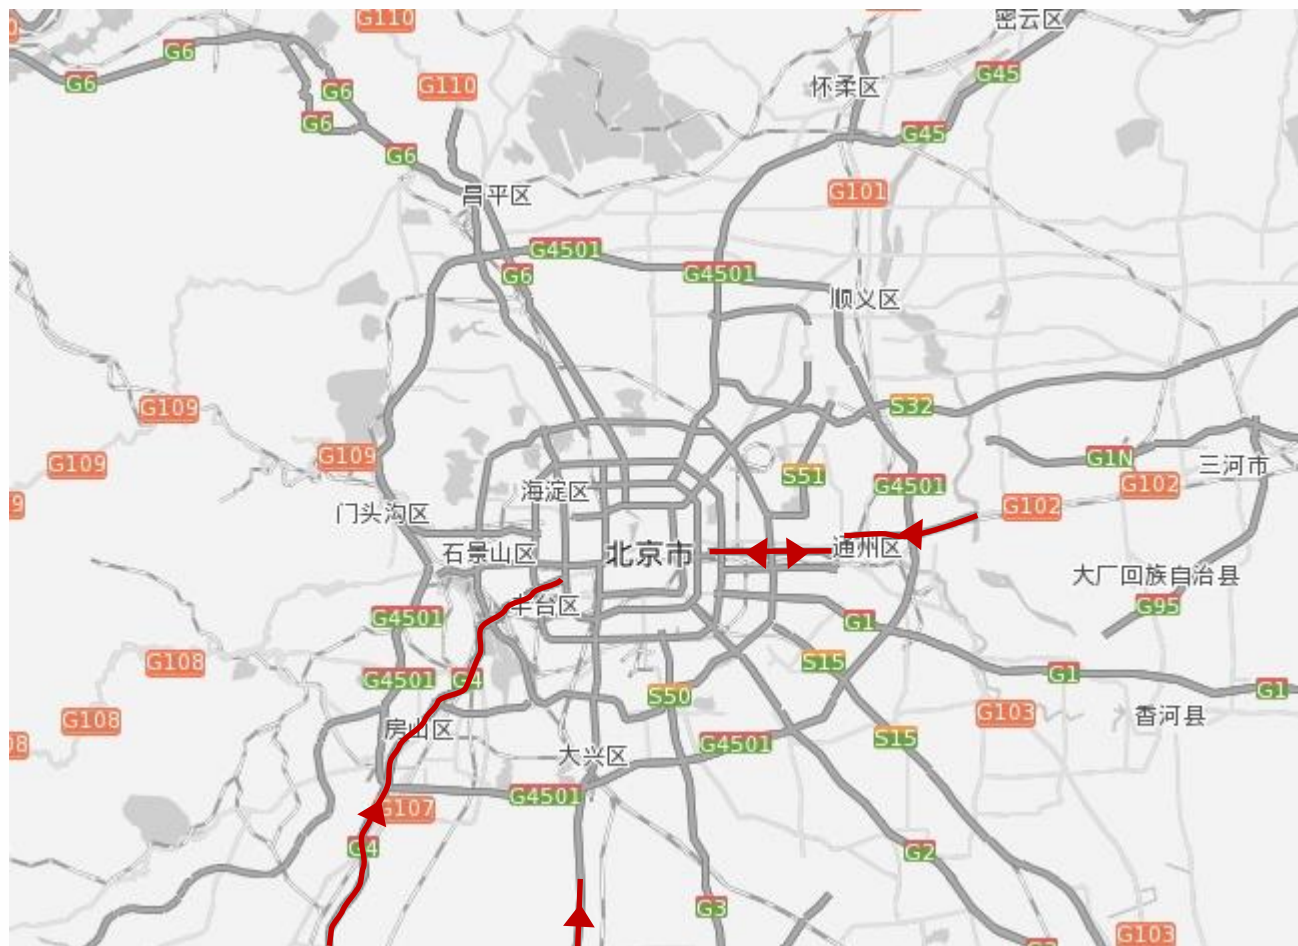 G110
密云区
G6
G45
G6
G110
怀柔区
G6
G6
G45
G6
昌平区
G101
G4501
G6
G4501
顺义区
G109
S32
G109
G109
G1N
三河市
S51
海淀区
G4501
G102
G102
门头沟区
石景山区
北京市
通州区
大厂回族自治县
丰台区
G95
G4501
G1
G108
S15
G4501
G4
G1
G1
S50
G108
房山区
G103
香河县
G4501
S15
大兴区
G4501
G107
G4
G2
G3
G103